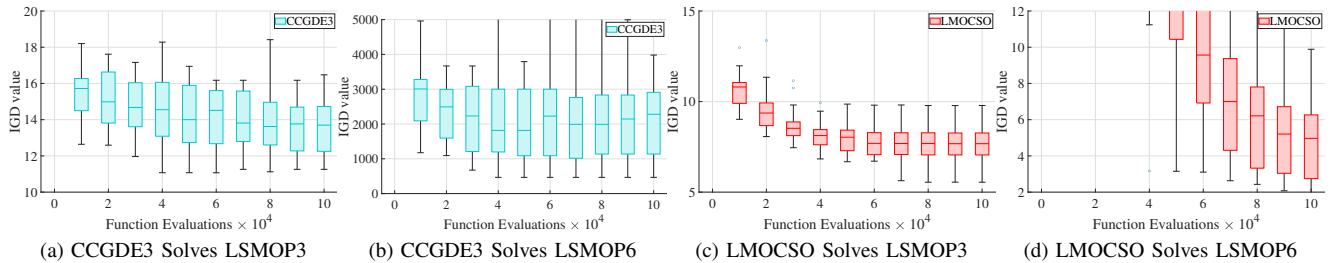 20
18
16
14
12
10
IGD value
CCGDE3
0 2 4 6 8 10
Function Evaluations × 10^4
(a) CCGDE3 Solves LSMOP3
5000
4000
3000
2000
1000
0
IGD value
CCGDE3
0 2 4 6 8 10
Function Evaluations × 10^4
(b) CCGDE3 Solves LSMOP6
15
10
5
IGD value
LMOCSO
0 2 4 6 8 10
Function Evaluations × 10^4
(c) LMOCSO Solves LSMOP3
12
10
8
6
4
2
IGD value
LMOCSO
0 2 4 6 8 10
Function Evaluations × 10^4
(d) LMOCSO Solves LSMOP6